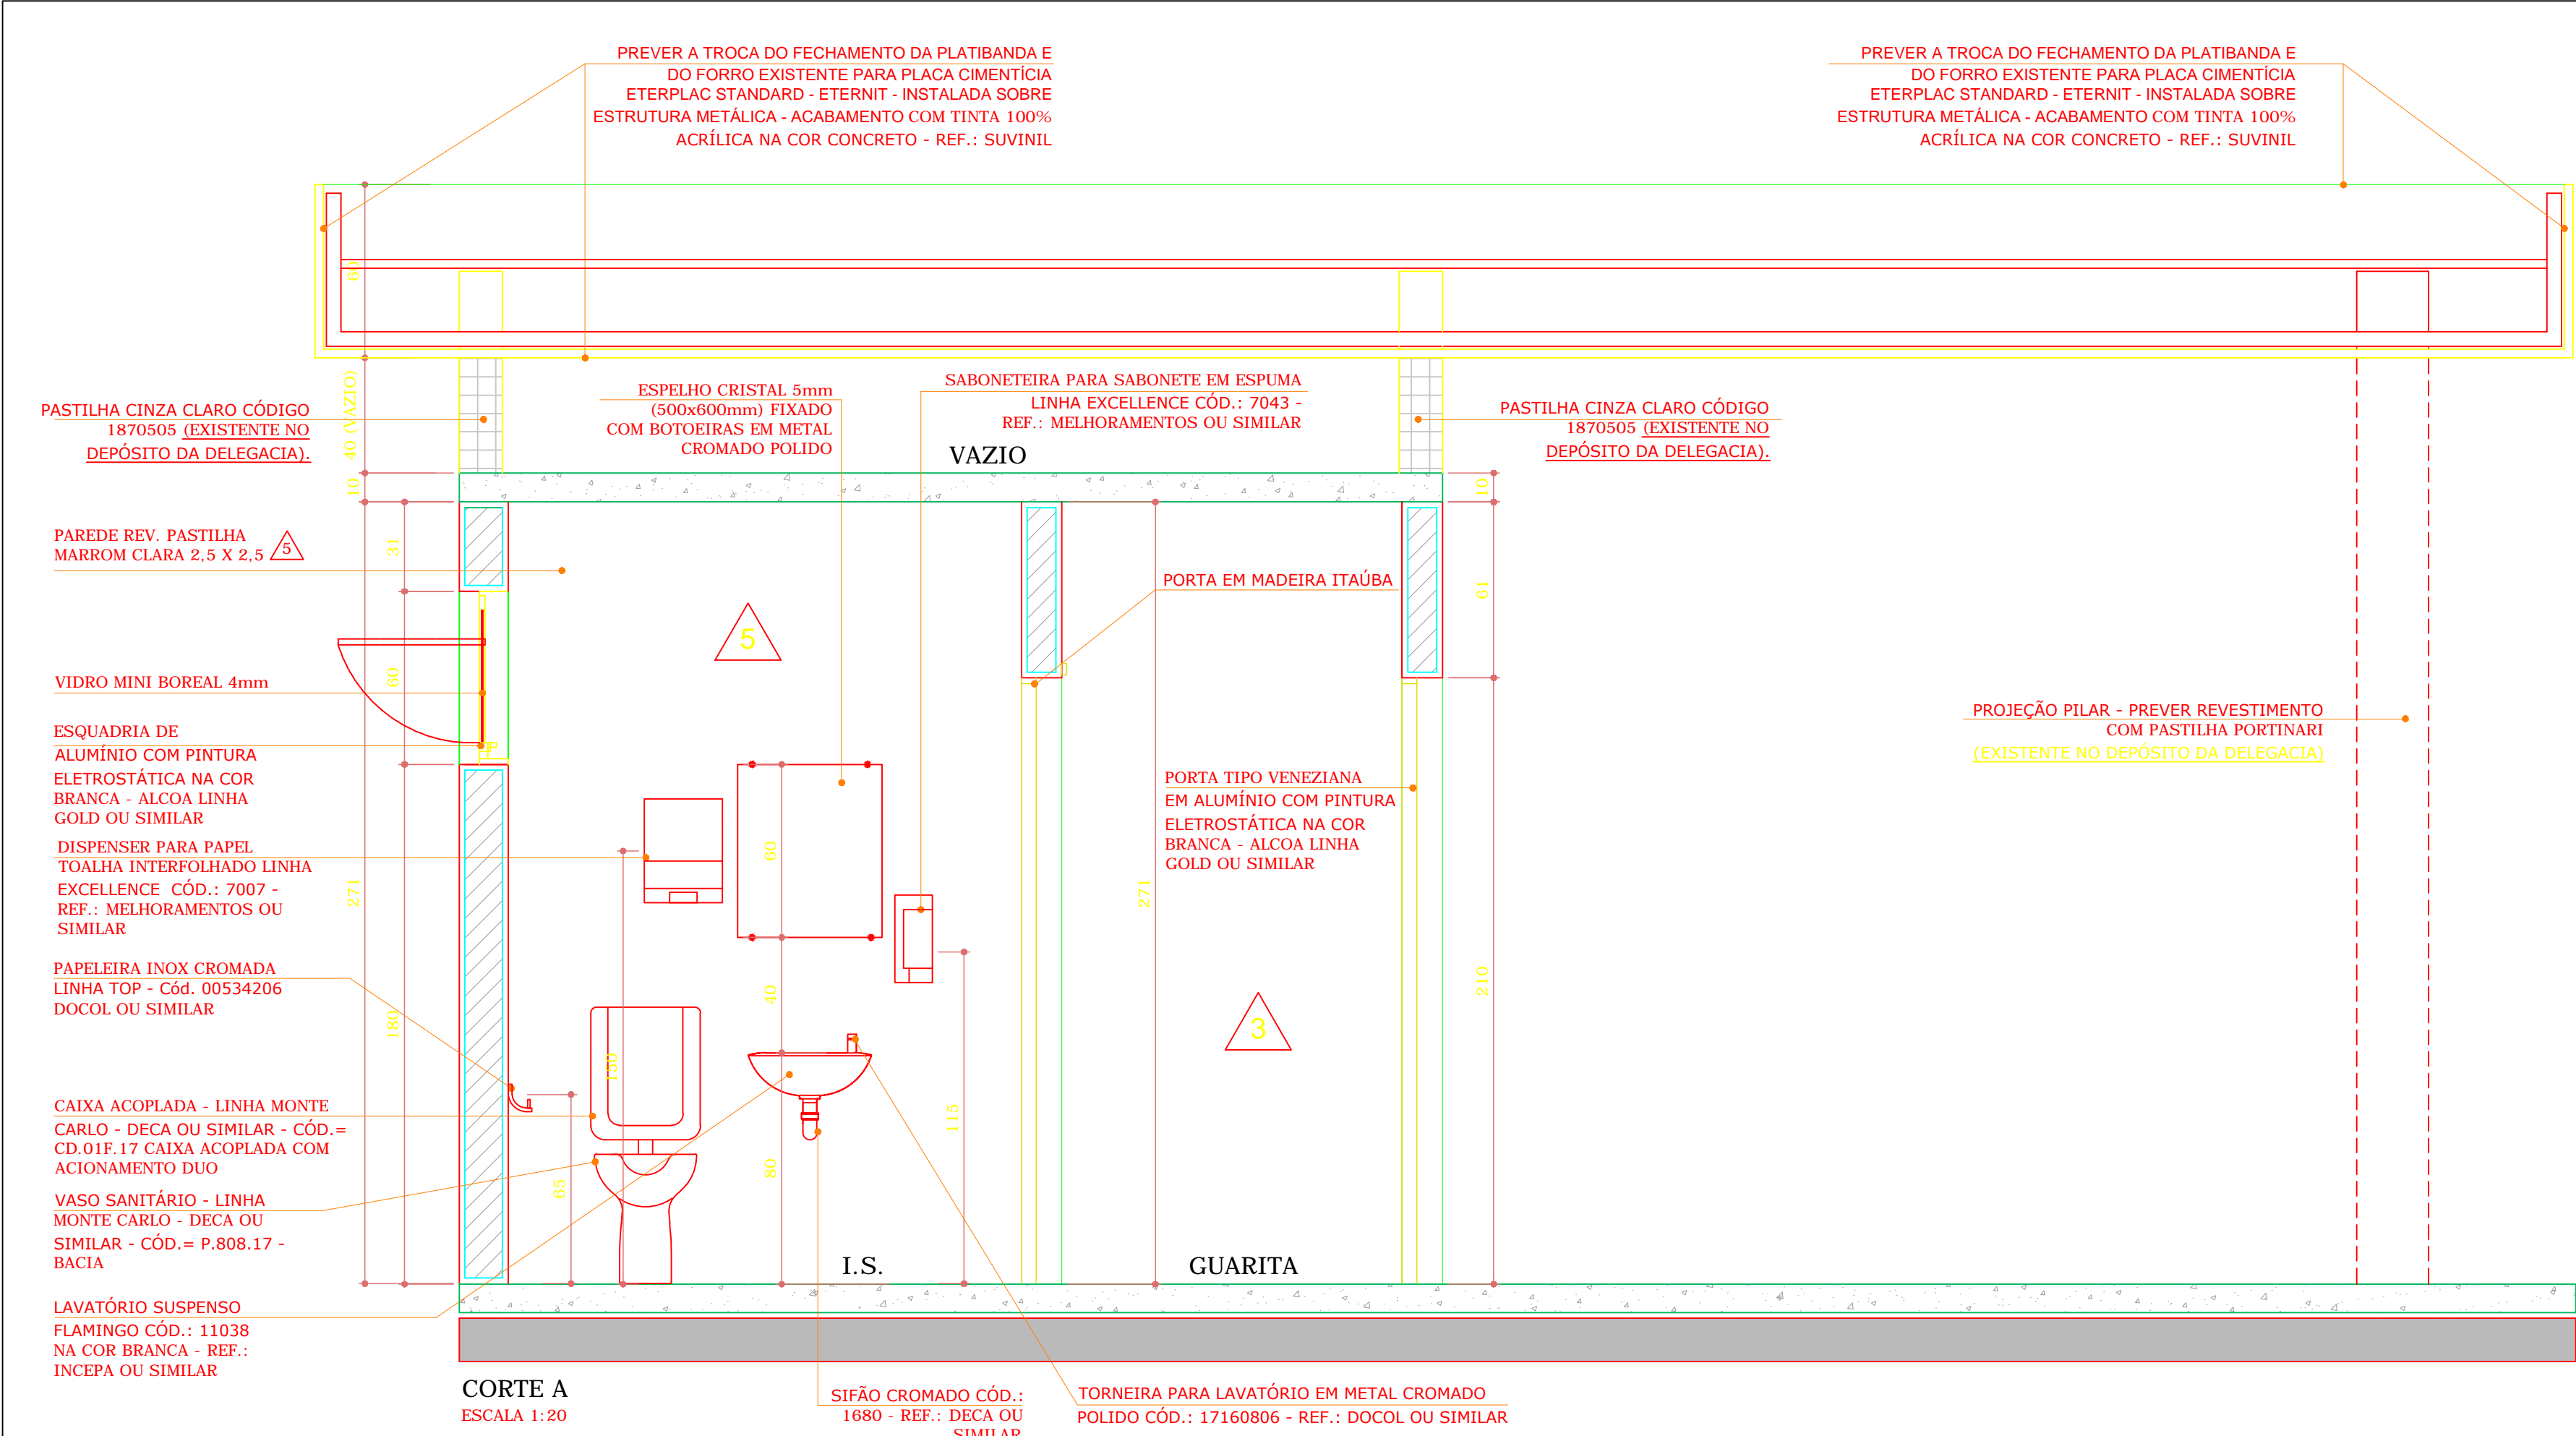 PREVER A TROCA DO FECHAMENTO DA PLATIBANDA E
DO FORRO EXISTENTE PARA PLACA CIMENTÍCIA
ETERPLAC STANDARD - ETERNIT - INSTALADA SOBRE
ESTRUTURA METÁLICA - ACABAMENTO COM TINTA 100%
ACRÍLICA NA COR CONCRETO - REF.: SUVINIL
PREVER A TROCA DO FECHAMENTO DA PLATIBANDA E
DO FORRO EXISTENTE PARA PLACA CIMENTÍCIA
ETERPLAC STANDARD - ETERNIT - INSTALADA SOBRE
ESTRUTURA METÁLICA - ACABAMENTO COM TINTA 100%
ACRÍLICA NA COR CONCRETO - REF.: SUVINIL
60
40 (VAZIO)
10
271
PASTILHA CINZA CLARO CÓDIGO
1870505 (EXISTENTE NO
DEPÓSITO DA DELEGACIA).
ESPELHO CRISTAL 5mm
(500x600mm) FIXADO
COM BOTOEIRAS EM METAL
CROMADO POLIDO
SABONETEIRA PARA SABONETE EM ESPUMA
LINHA EXCELLENCE CÓD.: 7043 -
REF.: MELHORAMENTOS OU SIMILAR
VAZIO
PASTILHA CINZA CLARO CÓDIGO
1870505 (EXISTENTE NO
DEPÓSITO DA DELEGACIA).
PAREDE REV. PASTILHA
MARROM CLARA 2,5 X 2,5 5
31
60
180
10
61
210
PORTA EM MADEIRA ITAÚBA
5
VIDRO MINI BOREAL 4mm
ESQUADRIA DE
ALUMÍNIO COM PINTURA
ELETROSTÁTICA NA COR
BRANCA - ALCOA LINHA
GOLD OU SIMILAR
PROJEÇÃO PILAR - PREVER REVESTIMENTO
COM PASTILHA PORTINARI
(EXISTENTE NO DEPÓSITO DA DELEGACIA)
PORTA TIPO VENEZIANA
EM ALUMÍNIO COM PINTURA
ELETROSTÁTICA NA COR
BRANCA - ALCOA LINHA
GOLD OU SIMILAR
DISPENSER PARA PAPEL
TOALHA INTERFOLHADO LINHA
EXCELLENCE CÓD.: 7007 -
REF.: MELHORAMENTOS OU
SIMILAR
60
40
80
271
PAPELEIRA INOX CROMADA
LINHA TOP - Cód. 00534206
DOCOL OU SIMILAR
150
115
65
3
CAIXA ACOPLADA - LINHA MONTE
CARLO - DECA OU SIMILAR - CÓD.=
CD.01F.17 CAIXA ACOPLADA COM
ACIONAMENTO DUO
VASO SANITÁRIO - LINHA
MONTE CARLO - DECA OU
SIMILAR - CÓD.= P.808.17 -
BACIA
I.S.
GUARITA
LAVATÓRIO SUSPENSO
FLAMINGO CÓD.: 11038
NA COR BRANCA - REF.:
INCEPA OU SIMILAR
CORTE A
ESCALA 1:20
SIFÃO CROMADO CÓD.:
1680 - REF.: DECA OU
SIMILAR
TORNEIRA PARA LAVATÓRIO EM METAL CROMADO
POLIDO CÓD.: 17160806 - REF.: DOCOL OU SIMILAR